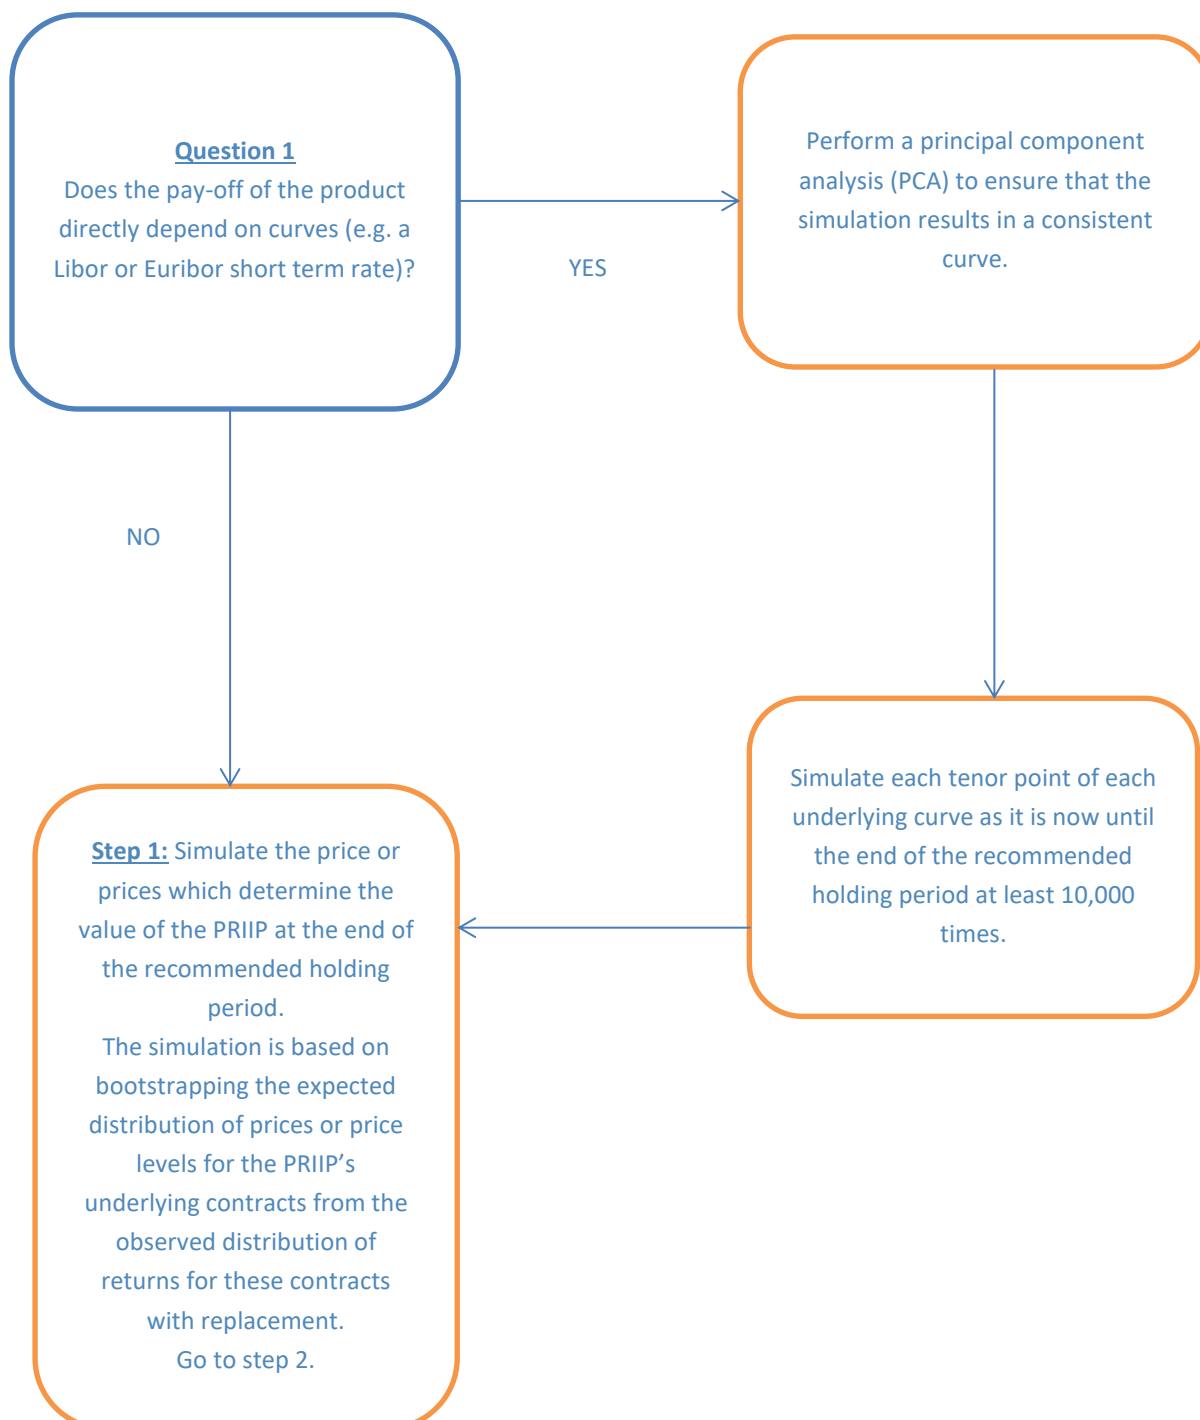 Question 1
Does the pay-off of the product
directly depend on curves (e.g. a
Libor or Euribor short term rate)?
YES
Perform a principal component
analysis (PCA) to ensure that the
simulation results in a consistent
curve.
NO
Simulate each tenor point of each
underlying curve as it is now until
the end of the recommended
holding period at least 10,000
times.
Step 1: Simulate the price or
prices which determine the
value of the PRIIP at the end of
the recommended holding
period.
The simulation is based on
bootstrapping the expected
distribution of prices or price
levels for the PRIIP’s
underlying contracts from the
observed distribution of
returns for these contracts
with replacement.
Go to step 2.